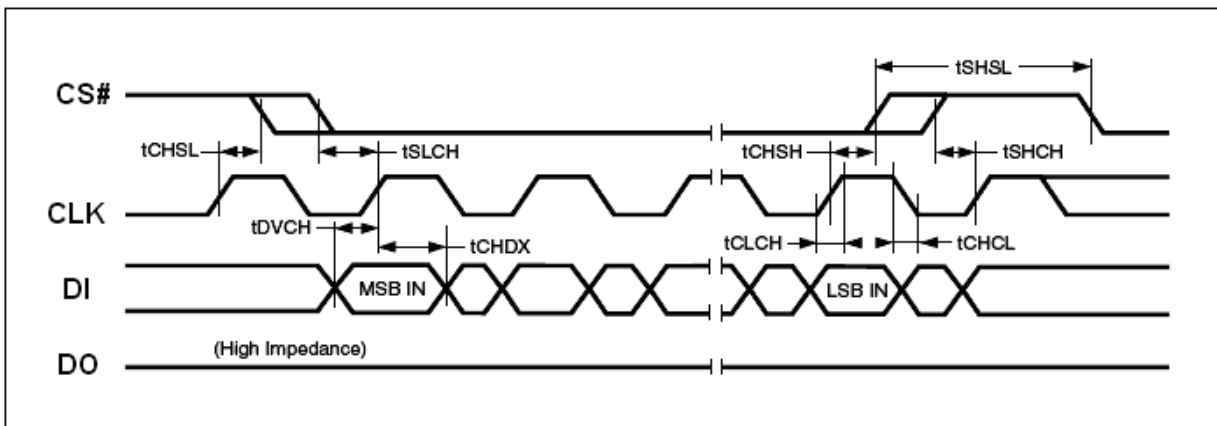 tSHSL
CS#
tCHSL
tSLCH
tCHSH
tSHCH
CLK
tDVCH
tCHDX
tCLCH
tCHCL
DI
MSB IN
LSB IN
(High Impedance)
DO